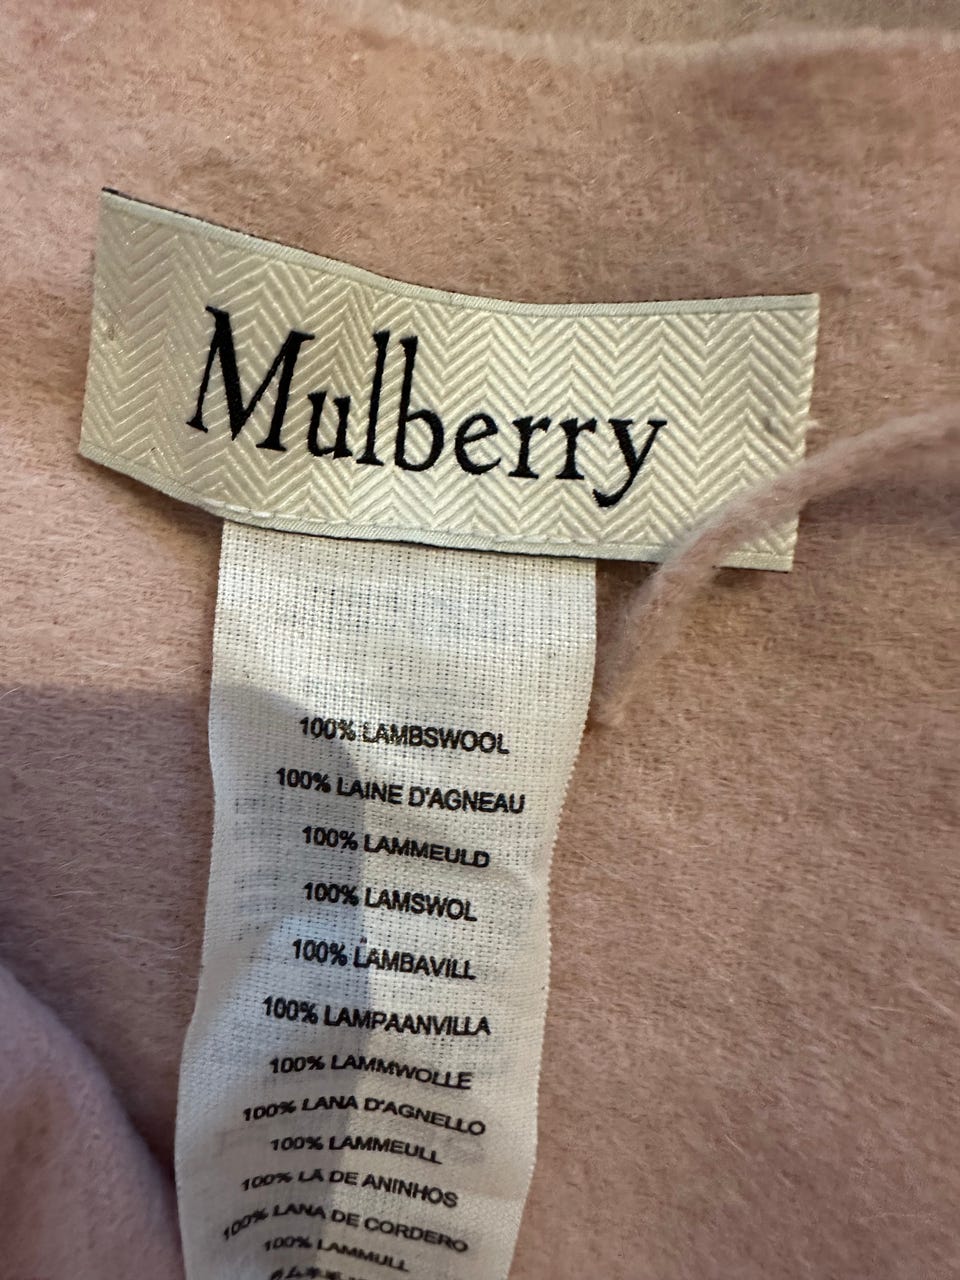 Mulberry
100% LAMBSWOOL
100% LAINE D'AGNEAU
100% LAMMEULD
100% LAMSWOL
100% LAMBAVILL
100% LAMPAANVILLA
100% LAMMWOLLE
100% LANA D'AGNELLO
100% LAMMEULL
100% LÃ DE ANINHOS
100% LANA DE CORDERO
100% LAMMULL